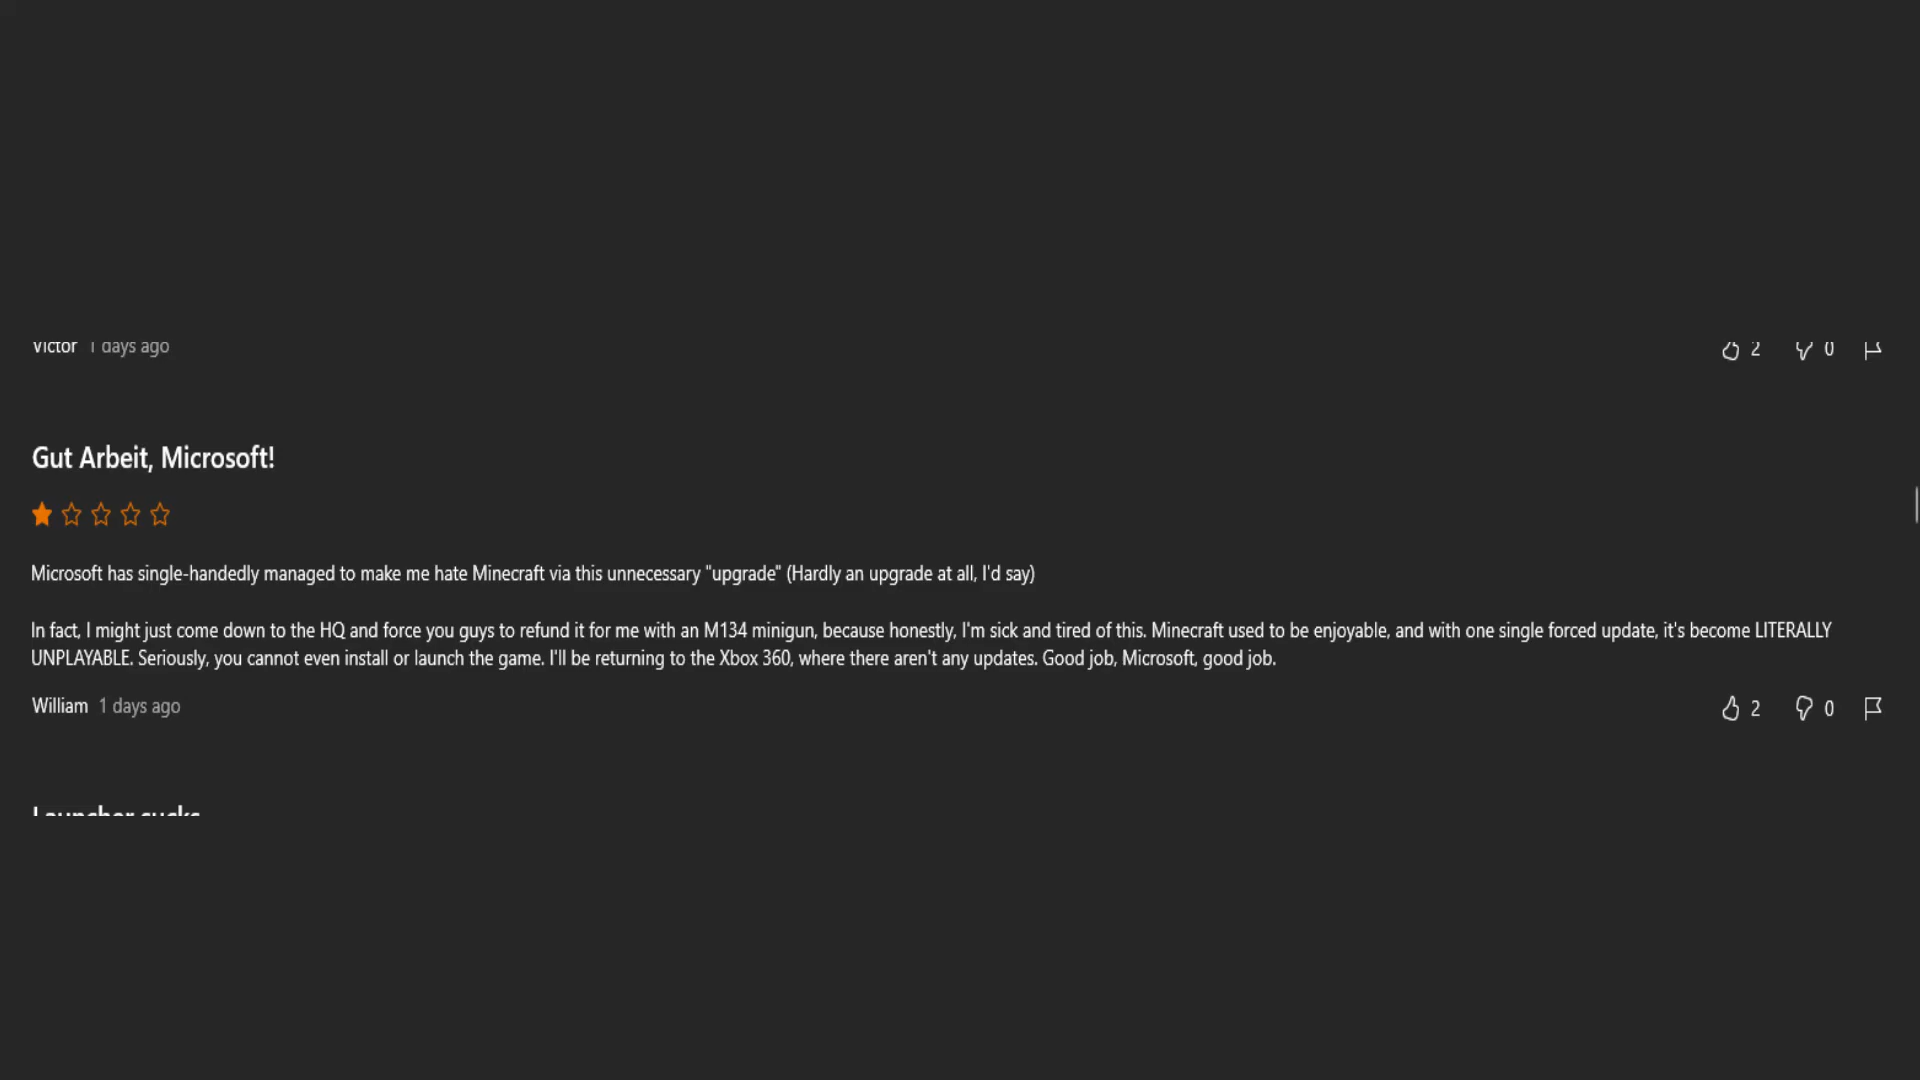 Victor 1 days ago
2 0
Gut Arbeit, Microsoft!
Microsoft has single-handedly managed to make me hate Minecraft via this unnecessary "upgrade" (Hardly an upgrade at all, I'd say)
In fact, I might just come down to the HQ and force you guys to refund it for me with an M134 minigun, because honestly, I'm sick and tired of this. Minecraft used to be enjoyable, and with one single forced update, it's become LITERALLY
UNPLAYABLE. Seriously, you cannot even install or launch the game. I'll be returning to the Xbox 360, where there aren't any updates. Good job, Microsoft, good job.
William 1 days ago
2 0
Launcher sucks